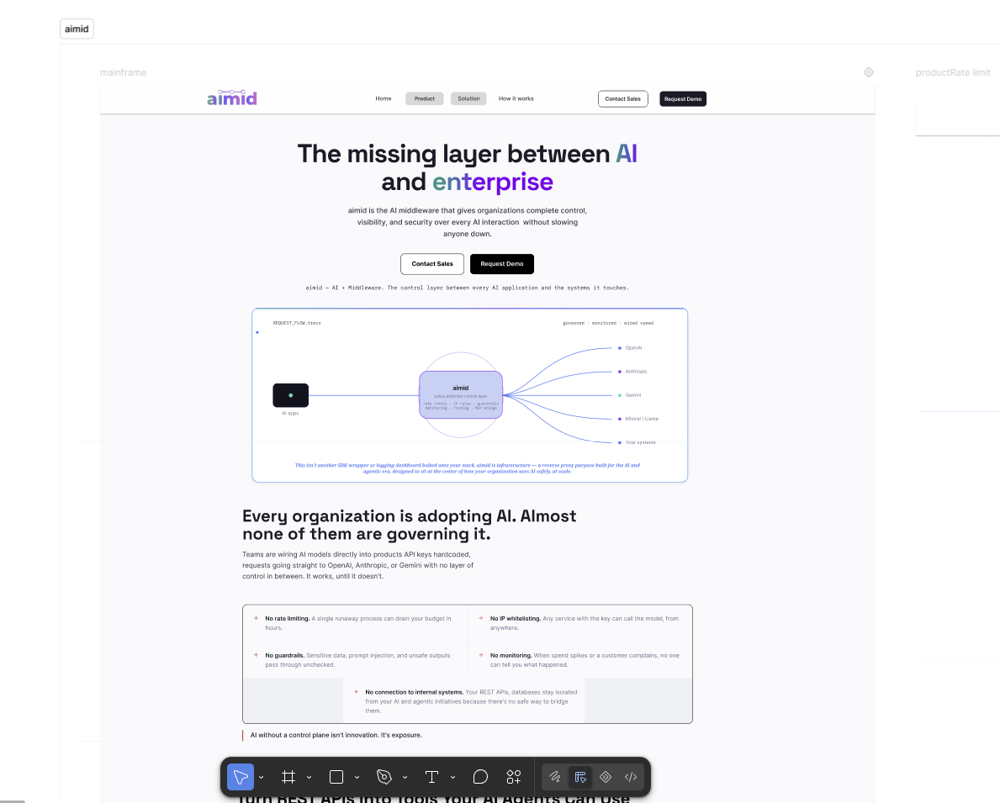 aimid
mainframe
productRate limit
aimid
Home
Product
Solution
How it works
Contact Sales
Request Demo
The missing layer between AI
and enterprise
aimid is the AI middleware that gives organizations complete control,
visibility, and security over every AI interaction  without slowing
anyone down.
Contact Sales
Request Demo
aimid — AI + Middleware. The control layer between every AI application and the systems it touches.
REQUEST_FLOW.trace
governed · monitored · wired speed
OpenAI
Anthropic
aimid
policy enforced control layer
Gemini
rate limits · IP rules · guardrails
monitoring · routing · MCP bridge
AI apps
Mistral / Llama
Your systems
This isn't another SDK wrapper or logging dashboard bolted onto your stack. aimid is infrastructure — a reverse proxy purpose built for the AI and
agentic era, designed to sit at the center of how your organization uses AI safely, at scale.
Every organization is adopting AI. Almost
none of them are governing it.
Teams are wiring AI models directly into products API keys hardcoded,
requests going straight to OpenAI, Anthropic, or Gemini with no layer of
control in between. It works, until it doesn't.
+ No rate limiting. A single runaway process can drain your budget in
hours.
+ No IP whitelisting. Any service with the key can call the model, from
anywhere.
+ No guardrails. Sensitive data, prompt injection, and unsafe outputs
pass through unchecked.
+ No monitoring. When spend spikes or a customer complains, no one
can tell you what happened.
+ No connection to internal systems. Your REST APIs, databases stay isolated
from your AI and agentic initiatives because there's no safe way to bridge
them.
AI without a control plane isn't innovation. It's exposure.
Turn REST APIs into Tools Your AI Agents Can Use